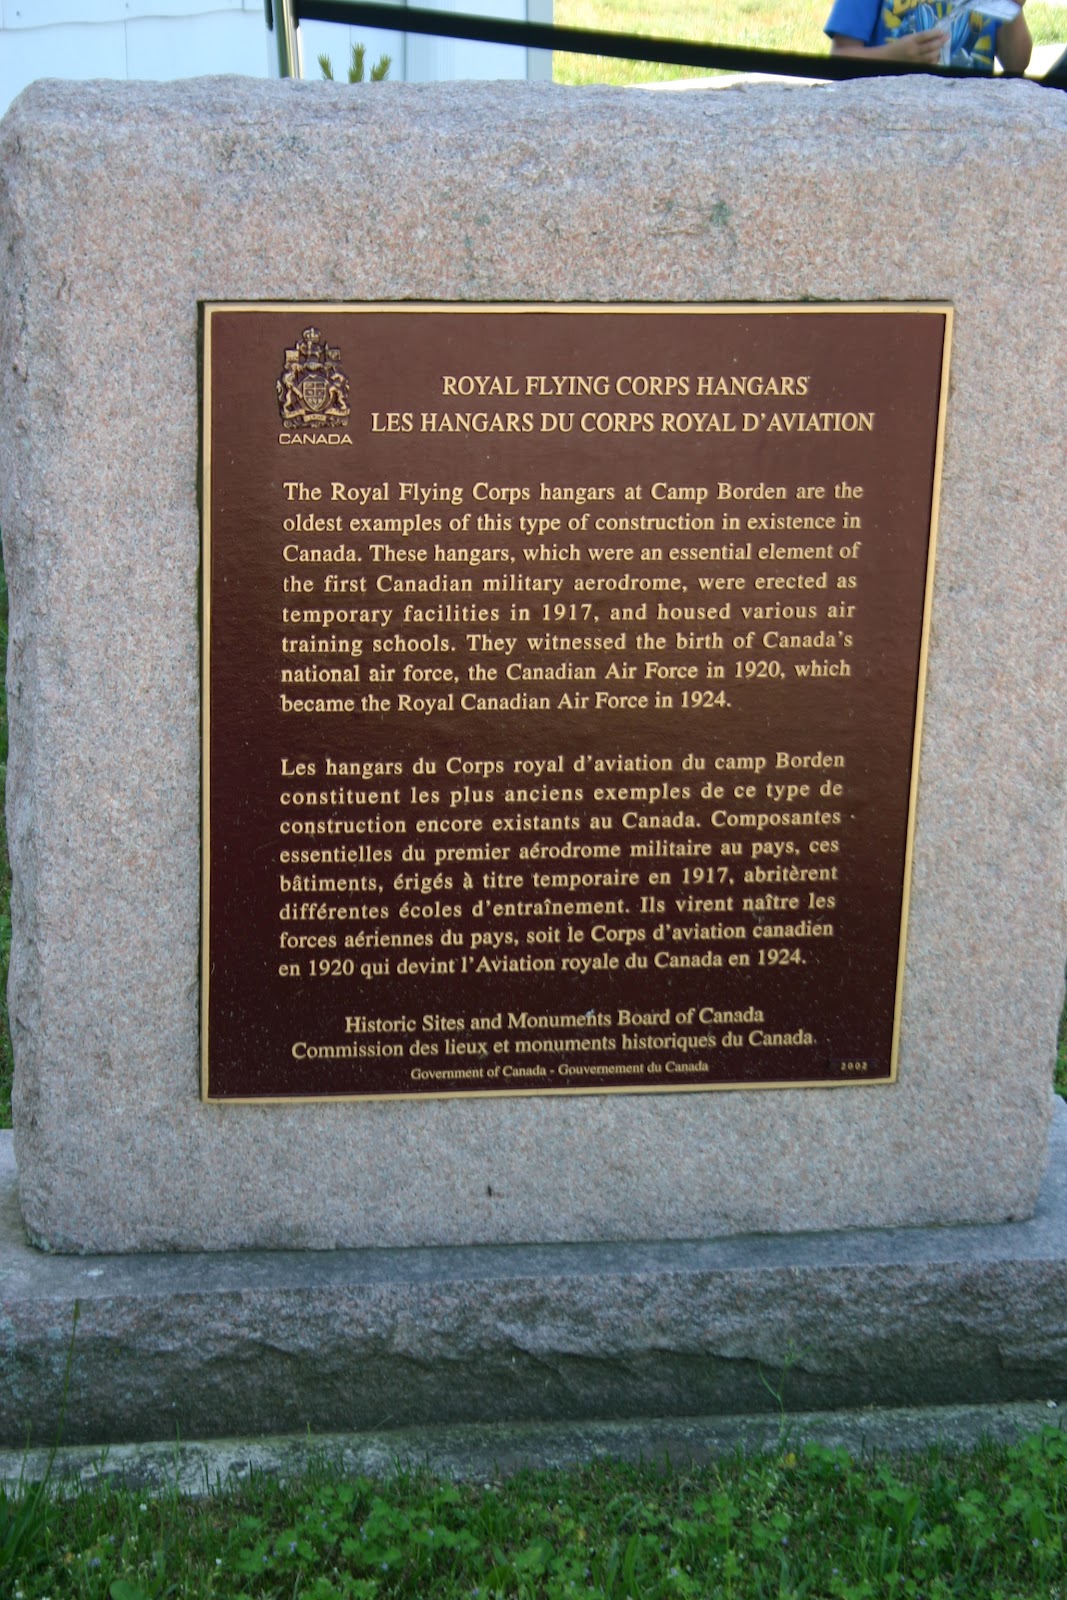 CANADA
ROYAL FLYING CORPS HANGARS
LES HANGARS DU CORPS ROYAL D'AVIATION
The Royal Flying Corps hangars at Camp Borden are the
oldest examples of this type of construction in existence in
Canada. These hangars, which were an essential element of
the first Canadian military aerodrome, were erected as
temporary facilities in 1917, and housed various air
training schools. They witnessed the birth of Canada's
national air force, the Canadian Air Force in 1920, which
became the Royal Canadian Air Force in 1924.
Les hangars du Corps royal d'aviation du camp Borden
constituent les plus anciens exemples de ce type de
construction encore existants au Canada. Composantes
essentielles du premier aérodrome militaire au pays, ces
bâtiments, érigés à titre temporaire en 1917, abritèrent
différentes écoles d'entraînement. Ils virent naître les
forces aériennes du pays, soit le Corps d'aviation canadien
en 1920 qui devint l'Aviation royale du Canada en 1924.
Historic Sites and Monuments Board of Canada
Commission des lieux et monuments historiques du Canada
Government of Canada - Gouvernement du Canada
2002